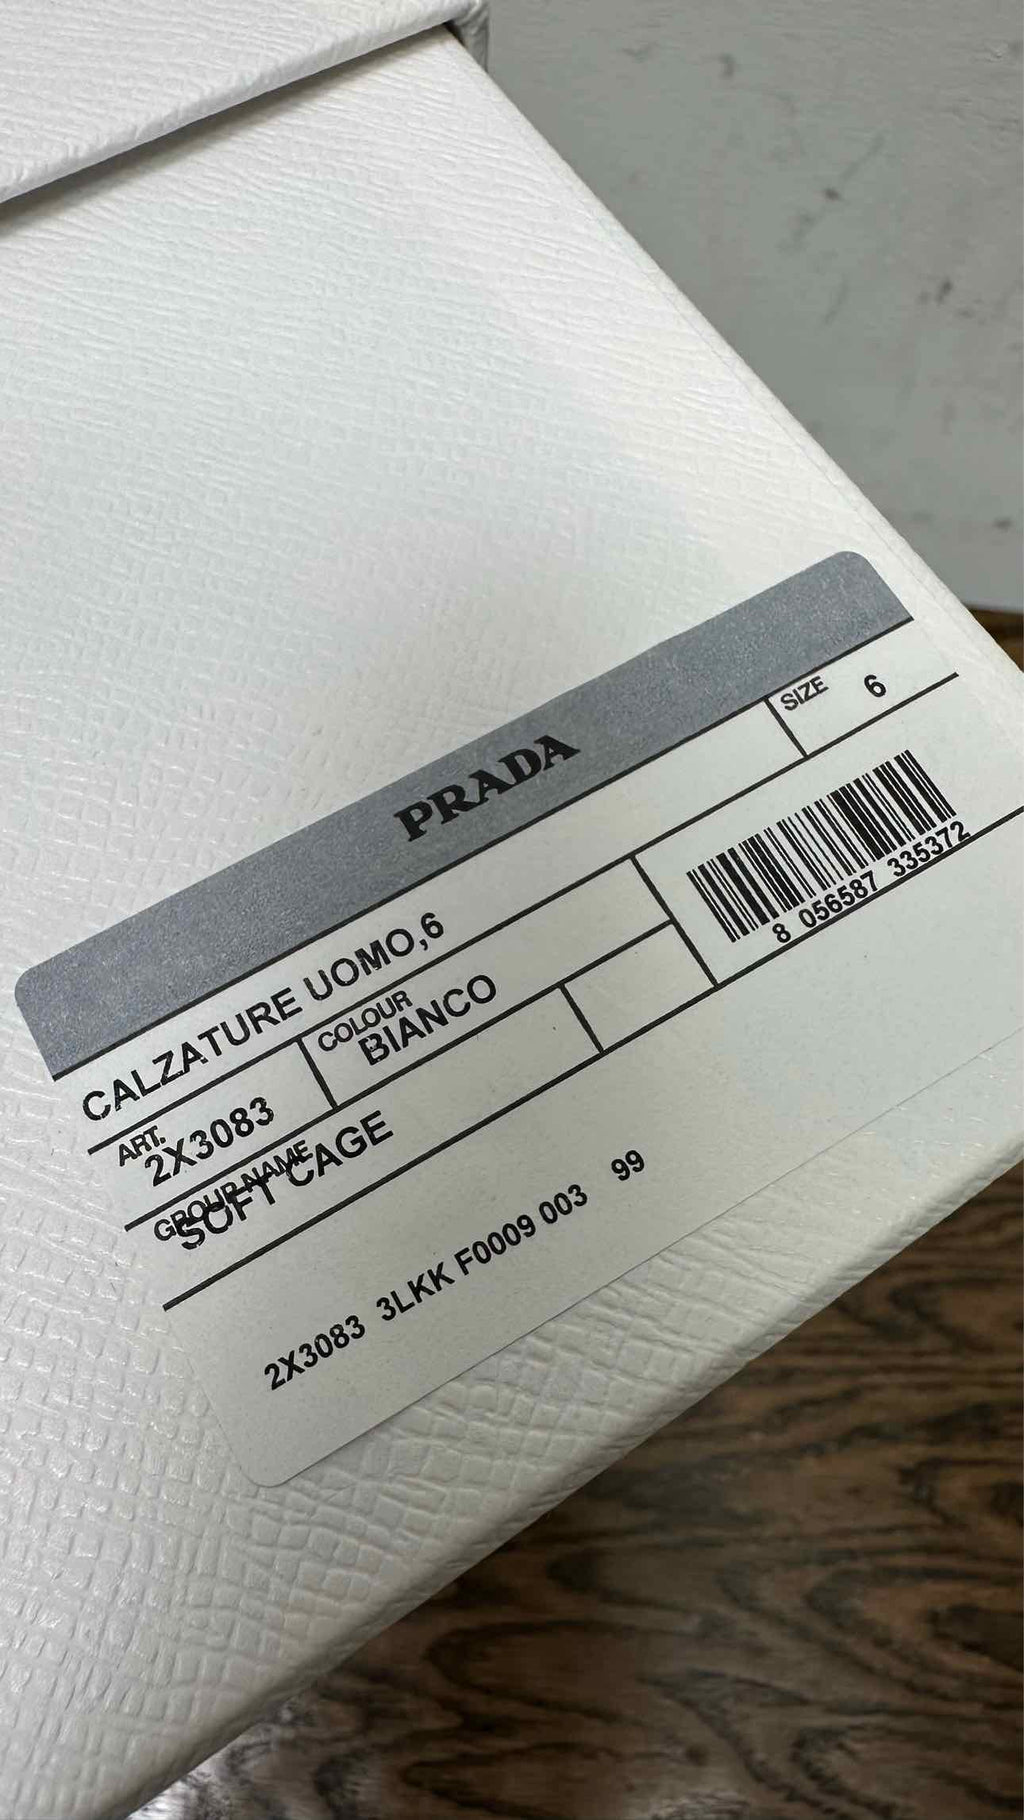 PRADA
SIZE 6
CALZATURE UOMO,6
ART.
2X3083
COLOUR
BIANCO
8 056587 335372
GROUP NAME
SOFT CAGE
2X3083 3LKK F0009 003 99